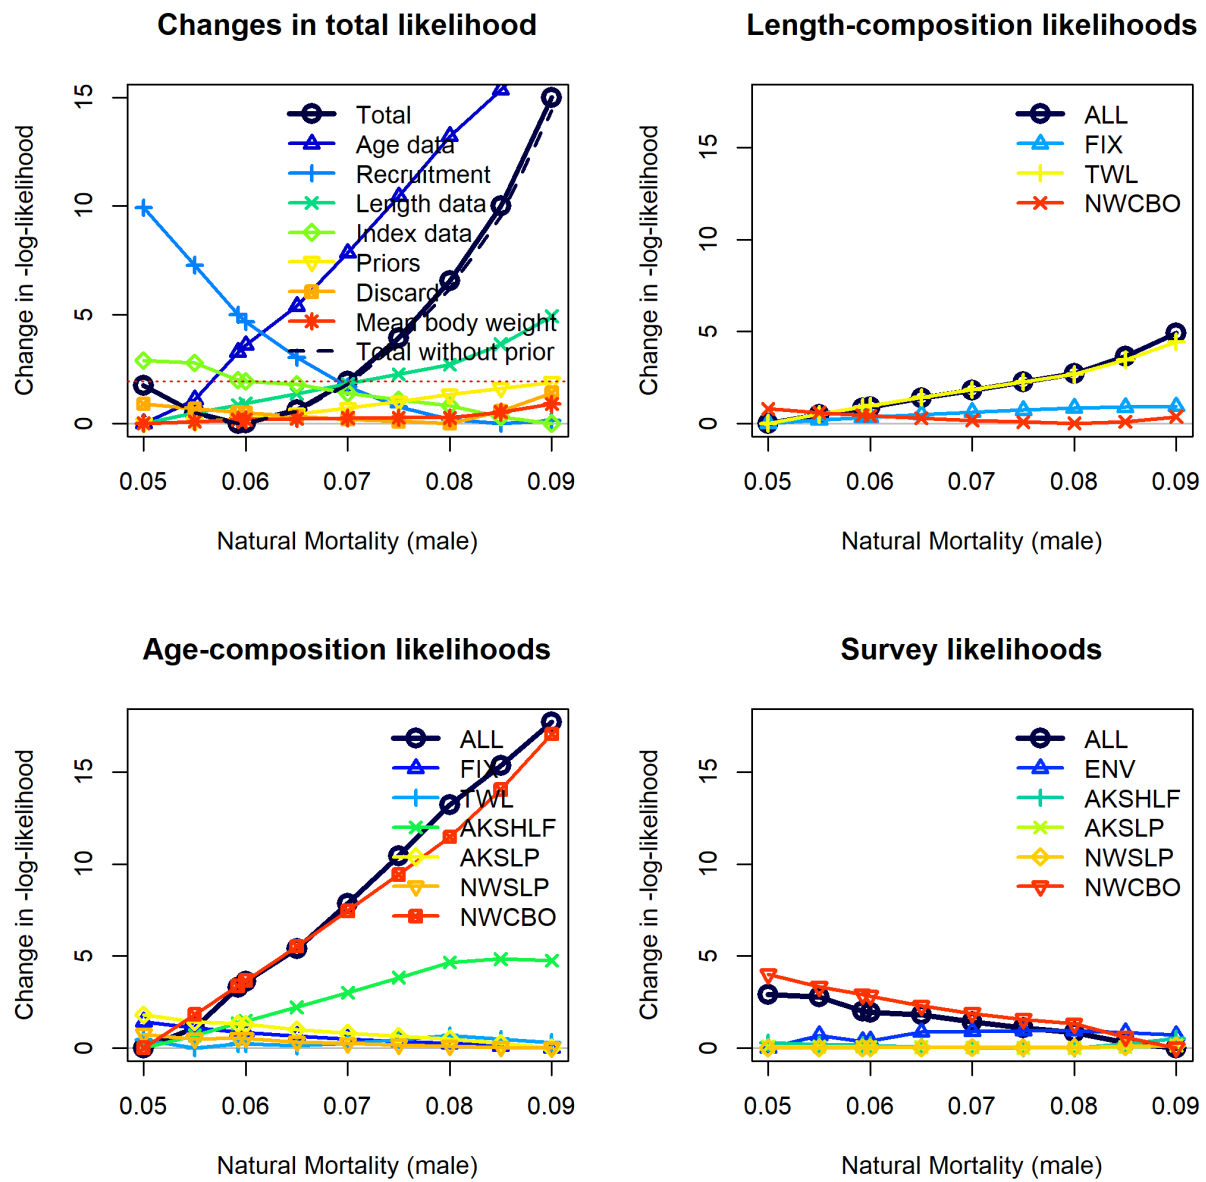 Changes in total likelihood
Change in -log-likelihood
15
10
5
0
Total
Age data
Recruitment
Length data
Index data
Priors
Discard
Mean body weight
Total without prior
0.05 0.06 0.07 0.08 0.09
Natural Mortality (male)
Length-composition likelihoods
Change in -log-likelihood
15
10
5
0
ALL
FIX
TWL
NWCBO
0.05 0.06 0.07 0.08 0.09
Natural Mortality (male)
Age-composition likelihoods
Change in -log-likelihood
15
10
5
0
ALL
FIX
TWL
AKSHLF
AKSLP
NWSLP
NWCBO
0.05 0.06 0.07 0.08 0.09
Natural Mortality (male)
Survey likelihoods
Change in -log-likelihood
15
10
5
0
ALL
ENV
AKSHLF
AKSLP
NWSLP
NWCBO
0.05 0.06 0.07 0.08 0.09
Natural Mortality (male)